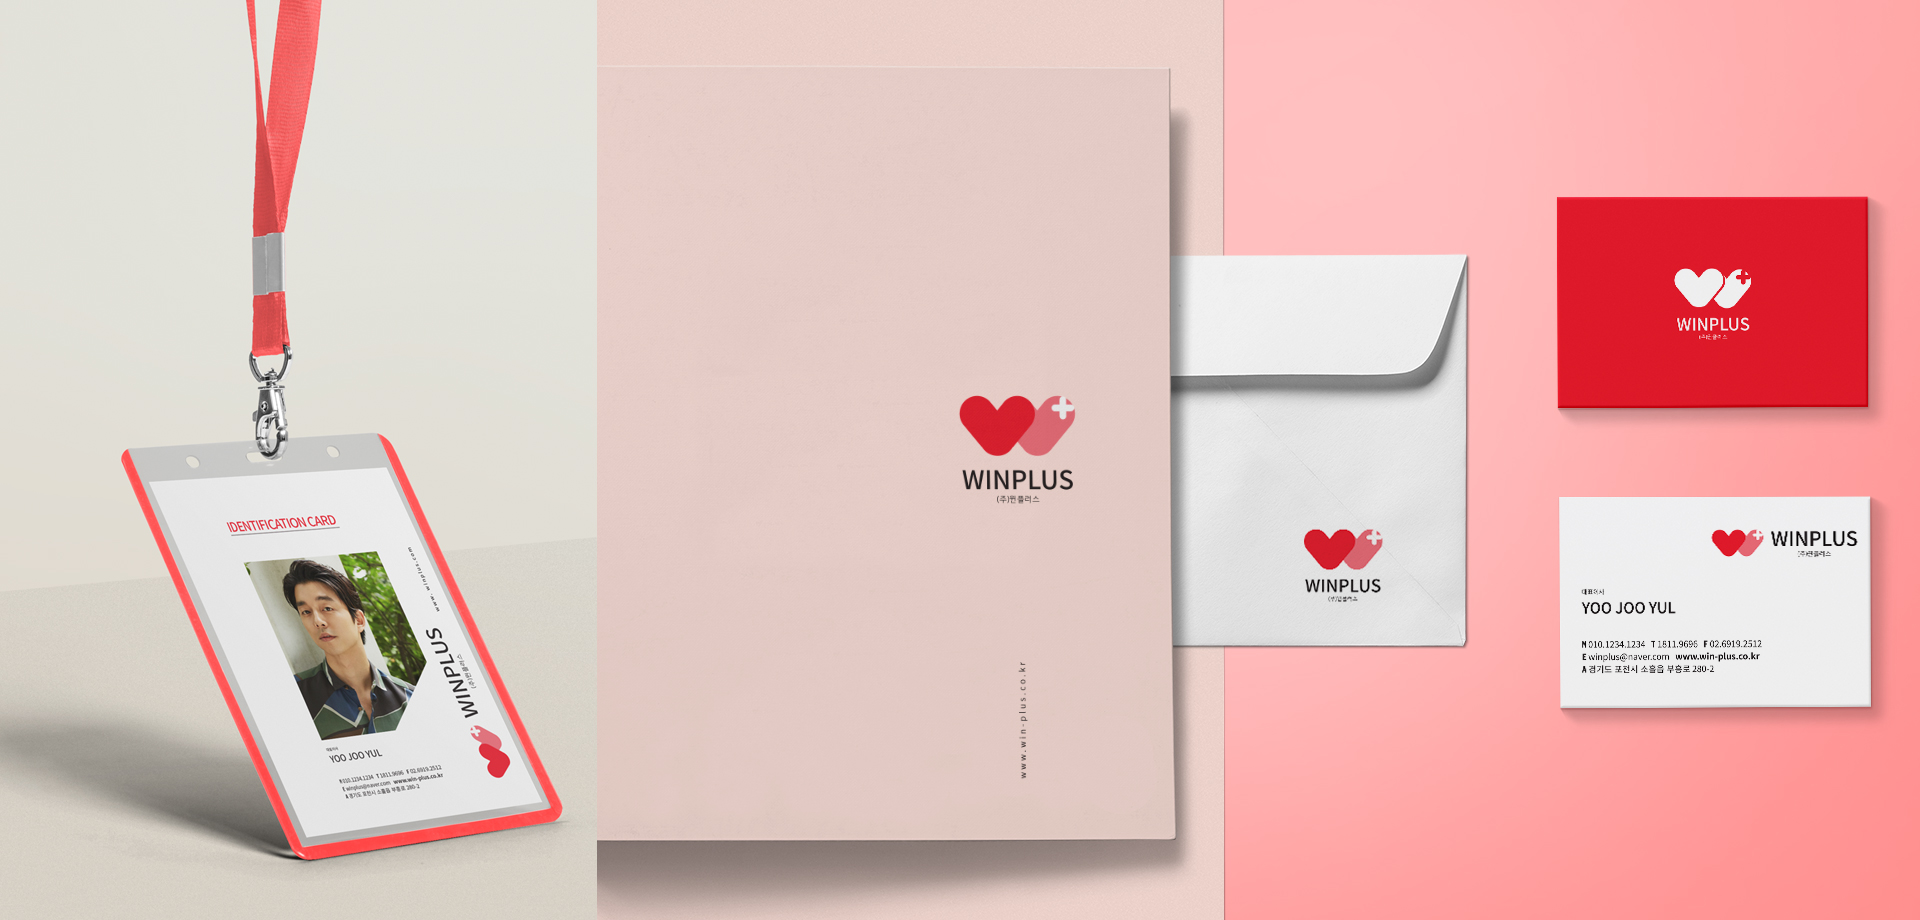 IDENTIFICATION CARD
www.winplus.com
WINPLUS
(주)윈플러스
대표이사
YOO JOO YUL
M 010.1234.1234 T 1811.9696 F 02.6919.2512
E winplus@naver.com www.win-plus.co.kr
A 경기도 포천시 소흘읍 부흥로 280-2
WINPLUS
(주)윈플러스
www.win-plus.co.kr
WINPLUS
(주)윈플러스
WINPLUS
(주)윈플러스
WINPLUS
(주)윈플러스
대표이사
YOO JOO YUL
M 010.1234.1234 T 1811.9696 F 02.6919.2512
E winplus@naver.com www.win-plus.co.kr
A 경기도 포천시 소흘읍 부흥로 280-2